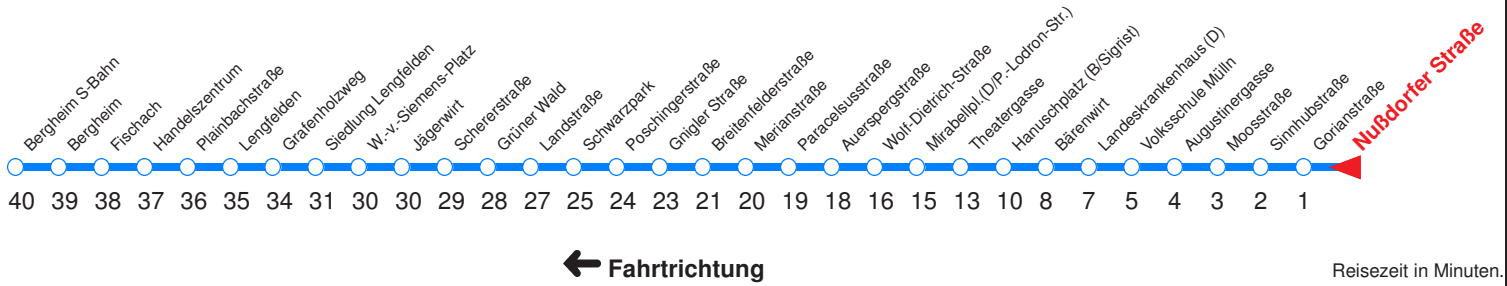 Bergheim S-Bahn
Bergheim
Fischach
Handelszentrum
Plainbachstraße
Lengfelden
Grafenholzweg
Siedlung Lengfelden
W.-v.-Siemens-Platz
Jägerwirt
Schererstraße
Grüner Wald
Landstraße
Schwarzpark
Poschingerstraße
Gnigler Straße
Breitenfelderstraße
Merianstraße
Paracelsusstraße
Auerspergstraße
Wolf-Dietrich-Straße
Mirabellpl.(D/P.-Lodron-Str.)
Theatergasse
Hanuschplatz (B/Sigrist)
Bärenwirt
Landeskrankenhaus (D)
Volksschule Mülln
Augustinergasse
Moosstraße
Sinnhubstraße
Gorianstraße
Nußdorfer Straße
40 39 38 37 36 35 34 31 30 30 29 28 27 25 24 23 21 20 19 18 16 15 13 10 8 7 5 4 3 2 1
Fahrtrichtung
Reisezeit in Minuten.